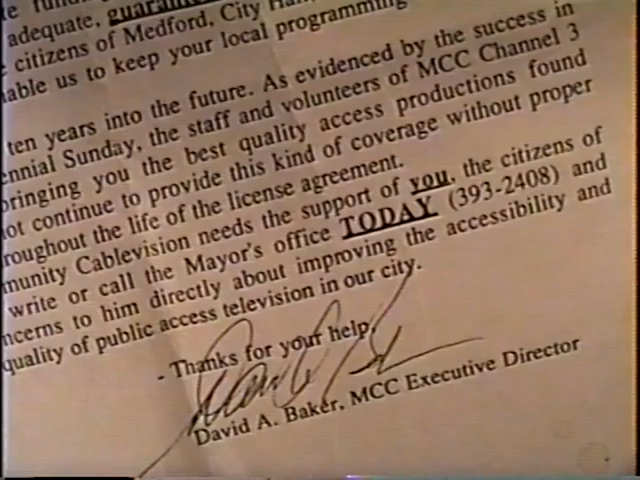 adequate, guaran
citizens of Medford, City Ha
able us to keep your local programming
ten years into the future. As evidenced by the success in
ennial Sunday, the staff and volunteers of MCC Channel 3
bringing you the best quality access productions found
ot continue to provide this kind of coverage without proper
roughout the life of the license agreement.
munity Cablevision needs the support of you, the citizens of
write or call the Mayor's office TODAY (393-2408) and
ncerns to him directly about improving the accessibility and
quality of public access television in our city.
- Thanks for your help,
David A. Baker, MCC Executive Director